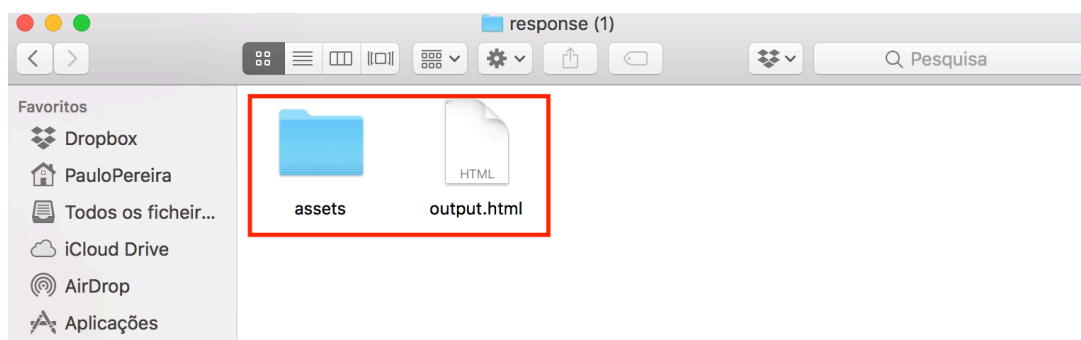 response (1)
Pesquisa
Favoritos
Dropbox
PauloPereira
Todos os ficheir...
iCloud Drive
AirDrop
Aplicações
HTML
assets
output.html